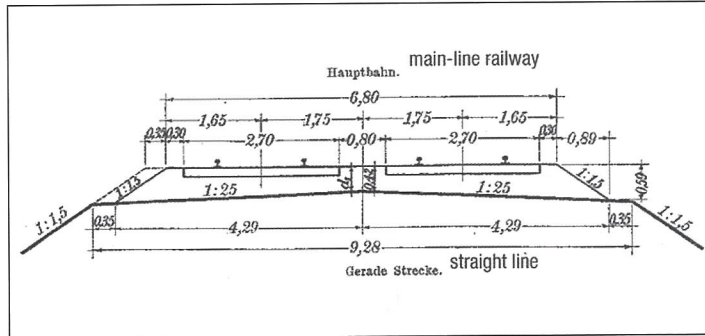 main-line railway
Hauptbahn.
6,80
1,65 1,75 1,75 1,65
0,35 0,30 2,70 0,80 2,70 0,30 0,89
1:1,5 1:25 0,42 1:25 1:1,5 0,59
1:1,5 0,35 4,29 4,29 0,35 1:1,5
9,28
Gerade Strecke. straight line